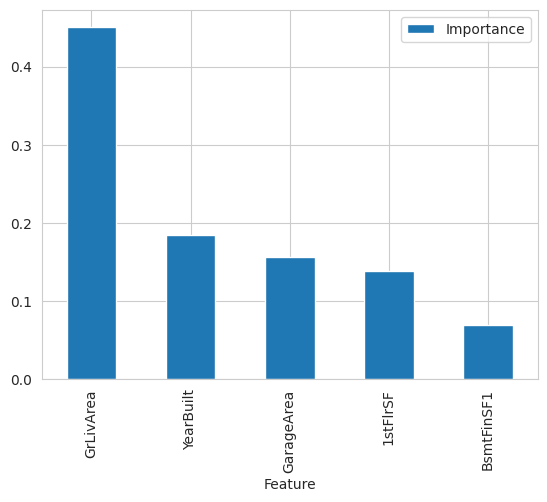 Importance
0.4
0.3
0.2
0.1
0.0
GrLivArea
YearBuilt
GarageArea
1stFlrSF
BsmtFinSF1
Feature